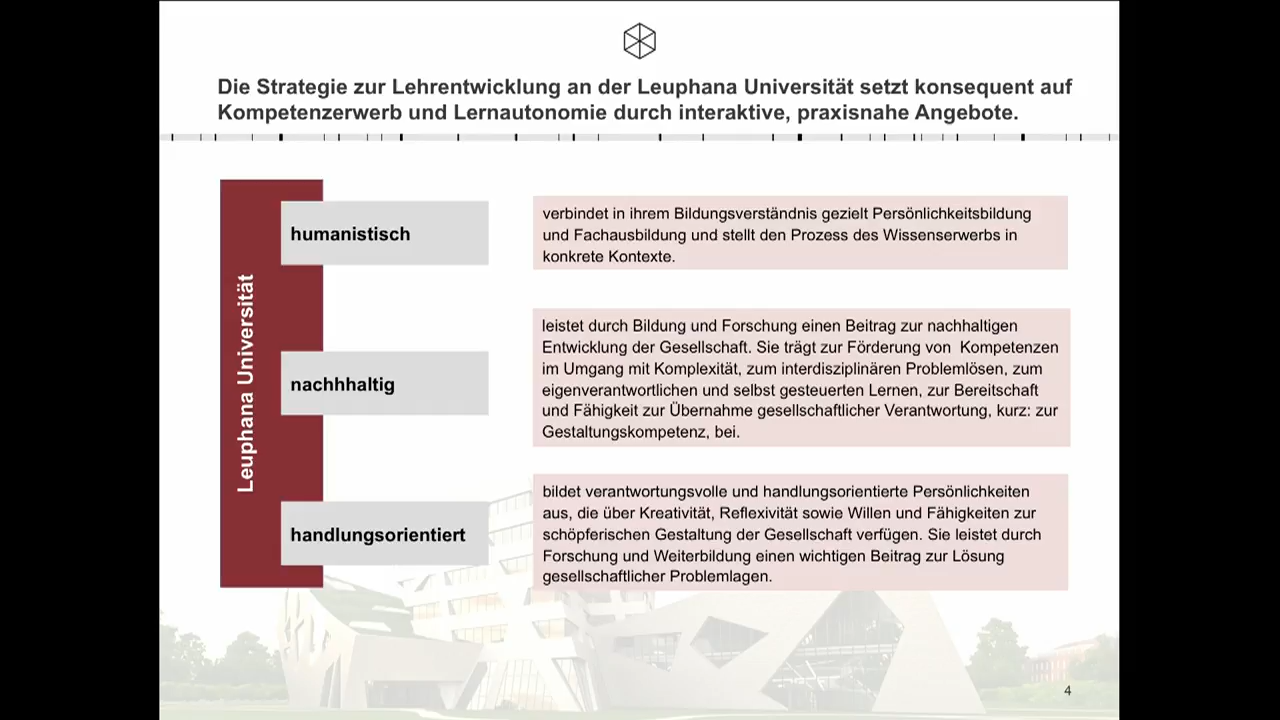 Die Strategie zur Lehrentwicklung an der Leuphana Universität setzt konsequent auf
Kompetenzerwerb und Lernautonomie durch interaktive, praxisnahe Angebote.
Leuphana Universität
humanistisch
verbindet in ihrem Bildungsverständnis gezielt Persönlichkeitsbildung
und Fachausbildung und stellt den Prozess des Wissenserwerbs in
konkrete Kontexte.
nachhhaltig
leistet durch Bildung und Forschung einen Beitrag zur nachhaltigen
Entwicklung der Gesellschaft. Sie trägt zur Förderung von  Kompetenzen
im Umgang mit Komplexität, zum interdisziplinären Problemlösen, zum
eigenverantwortlichen und selbst gesteuerten Lernen, zur Bereitschaft
und Fähigkeit zur Übernahme gesellschaftlicher Verantwortung, kurz: zur
Gestaltungskompetenz, bei.
handlungsorientiert
bildet verantwortungsvolle und handlungsorientierte Persönlichkeiten
aus, die über Kreativität, Reflexivität sowie Willen und Fähigkeiten zur
schöpferischen Gestaltung der Gesellschaft verfügen. Sie leistet durch
Forschung und Weiterbildung einen wichtigen Beitrag zur Lösung
gesellschaftlicher Problemlagen.
4